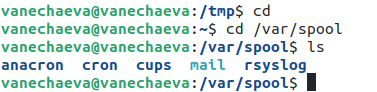 vanechaeva@vanechaeva:/tmp$ cd
vanechaeva@vanechaeva:~$ cd /var/spool
vanechaeva@vanechaeva:/var/spool$ ls
anacron cron cups mail rsyslog
vanechaeva@vanechaeva:/var/spool$